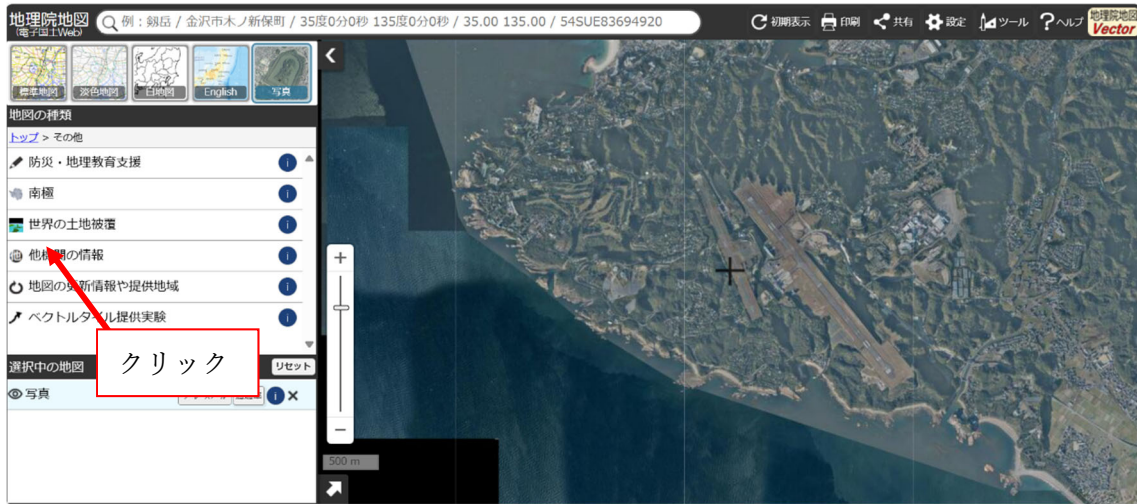 地理院地図
(電子国土Web)
例：剱岳 / 金沢市木ノ新保町 / 35度0分0秒 135度0分0秒 / 35.00 135.00 / 54SUE83694920
初期表示 印刷 共有 設定 ツール ヘルプ
地理院地図
Vector
標準地図 淡色地図 白地図 English 写真
地図の種類
トップ > その他
防災・地理教育支援
南極
世界の土地被覆
他機関の情報
地図の更新情報や提供地域
ベクトルタイル提供実験
クリック
選択中の地図 リセット
写真
500 m